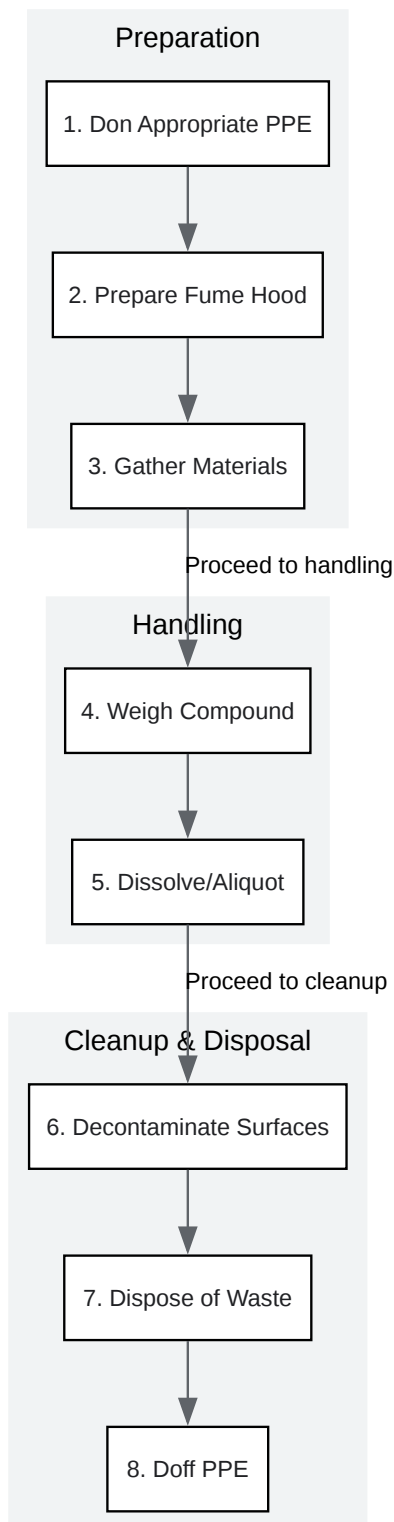 Preparation
1. Don Appropriate PPE
2. Prepare Fume Hood
3. Gather Materials
Proceed to handling
Handling
4. Weigh Compound
5. Dissolve/Aliquot
Proceed to cleanup
Cleanup & Disposal
6. Decontaminate Surfaces
7. Dispose of Waste
8. Doff PPE